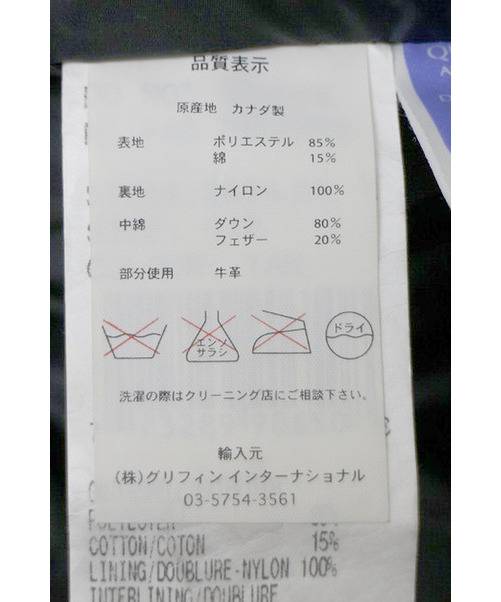 品質表示
原産地 カナダ製
表地 ポリエステル 85%
綿 15%
裏地 ナイロン 100%
中綿 ダウン 80%
フェザー 20%
部分使用 牛革
エンソ
サラシ
ドライ
洗濯の際はクリーニング店にご相談下さい。
輸入元
(株)グリフィン インターナショナル
03-5754-3561
POLYESTER
COTTON/COTON 15%
LINING/DOUBLURE-NYLON 100%
INTERLINING/DOUBLURE